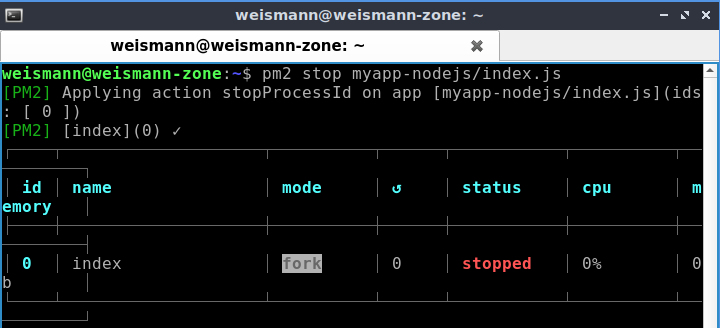 weismann@weismann-zone: ~
weismann@weismann-zone: ~
weismann@weismann-zone:~$ pm2 stop myapp-nodejs/index.js
[PM2] Applying action stopProcessId on app [myapp-nodejs/index.js](ids
: [ 0 ])
[PM2] [index](0) ✓
id │ name │ mode │ ↺ │ status │ cpu │ m
emory │
0 │ index │ fork │ 0 │ stopped │ 0% │ 0
b │